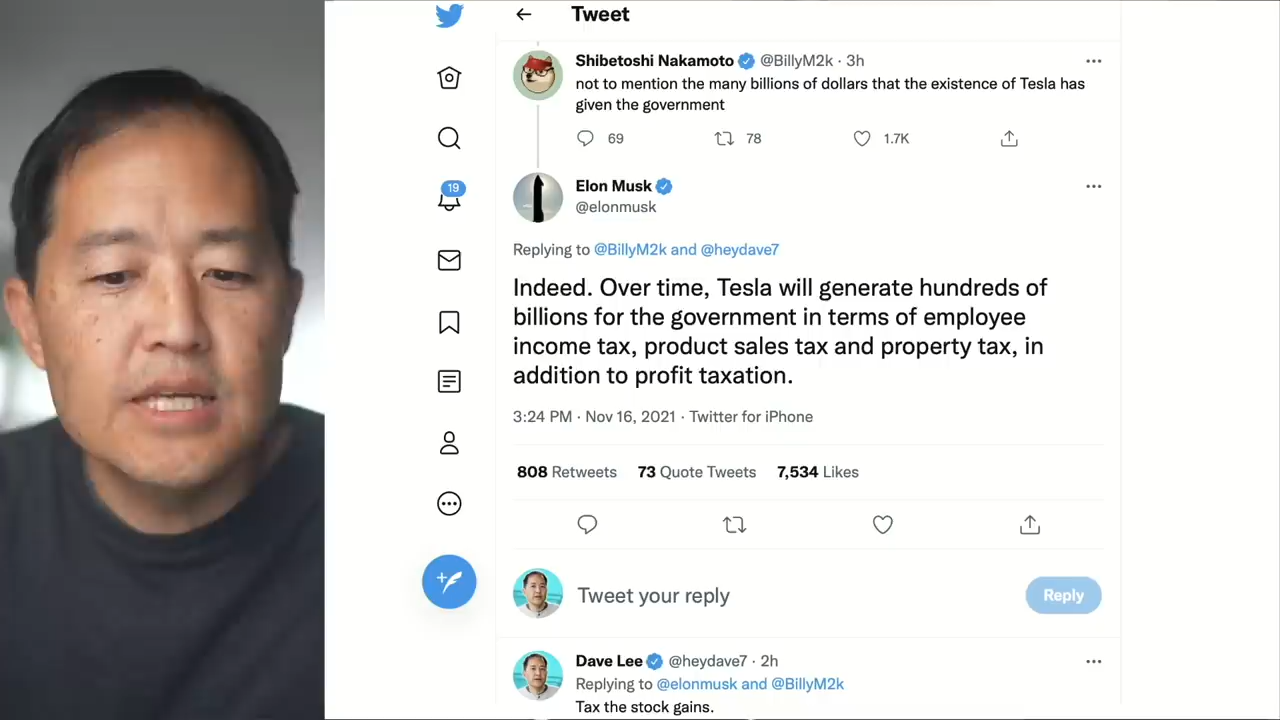 Tweet
Shibetoshi Nakamoto @BillyM2k · 3h
not to mention the many billions of dollars that the existence of Tesla has
given the government
69 78 1.7K
19
Elon Musk
@elonmusk
Replying to @BillyM2k and @heydave7
Indeed. Over time, Tesla will generate hundreds of
billions for the government in terms of employee
income tax, product sales tax and property tax, in
addition to profit taxation.
3:24 PM · Nov 16, 2021 · Twitter for iPhone
808 Retweets 73 Quote Tweets 7,534 Likes
Tweet your reply
Reply
Dave Lee @heydave7 · 2h
Replying to @elonmusk and @BillyM2k
Tax the stock gains.